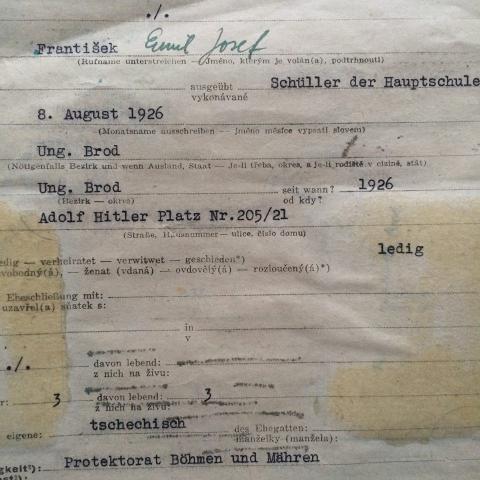 ./.
František Emil Josef
(Rufname unterstreichen — Jméno, kterým je volán(a), podtrhnouti)
ausgeübt Schüller der Hauptschule
vykonávané
8. August 1926
(Monatsname ausschreiben — jméno měsíce vypsati slovem)
Ung. Brod
(Nötigenfalls Bezirk und wenn Ausland, Staat — Je-li třeba, okres, a je-li rodiště v cizině, stát)
Ung. Brod seit wann? 1926
(Bezirk — okres) od kdy?
Adolf Hitler Platz Nr.205/21
(Straße, Hausnummer — ulice, číslo domu)
ledig
edig — verheiratet — verwitwet — geschieden*)
vobodný(á), — ženat (vdaná) — ovdovělý(á) — rozloučený(á)*)
Eheschließung mit:
uzavřel(a) sňatek s:
in
v
./. davon lebend:
z nich na živu:
r: 3 davon lebend: 3
z nich na živu:
tschechisch
eigene: des Ehegatten:
manželky (manžela):
gkeit²): Protektorat Böhmen und Mähren